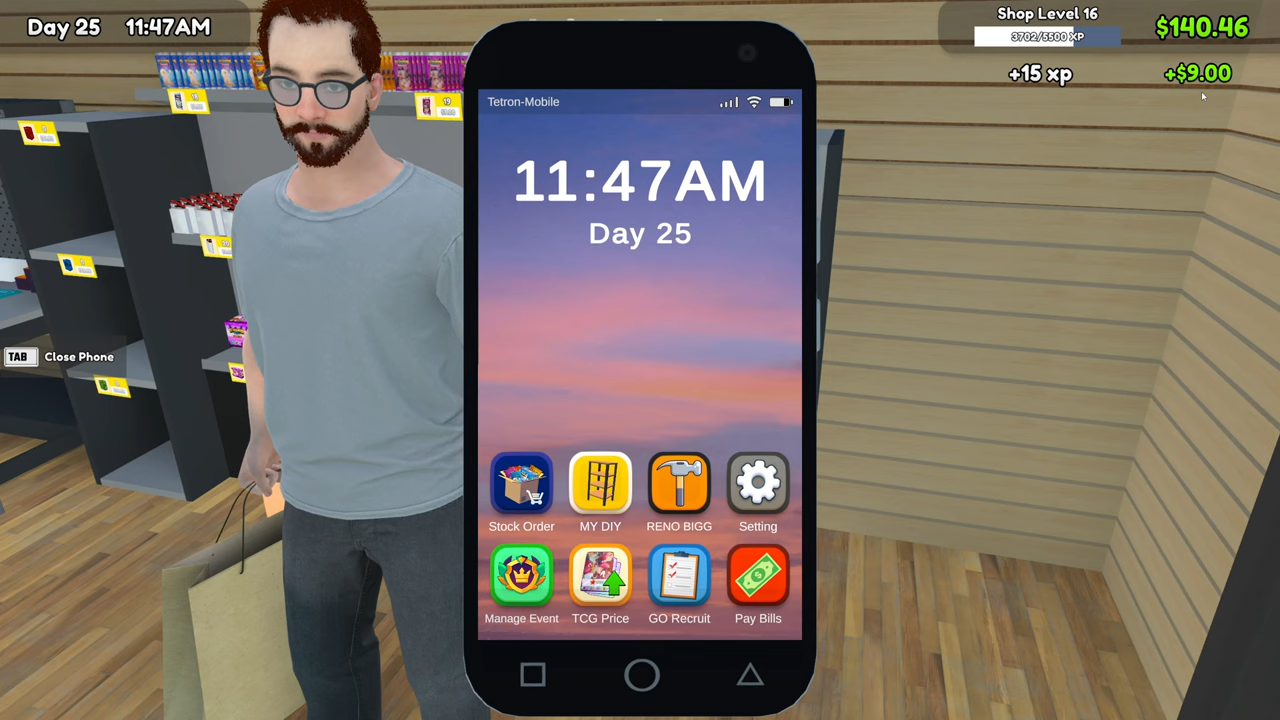 Day 25 11:47AM
Shop Level 16
3702/5500 XP
$140.46
+15 xp
+$9.00
Tetron-Mobile
11:47AM
Day 25
TAB Close Phone
Stock Order MY DIY RENO BIGG Setting
Manage Event TCG Price GO Recruit Pay Bills